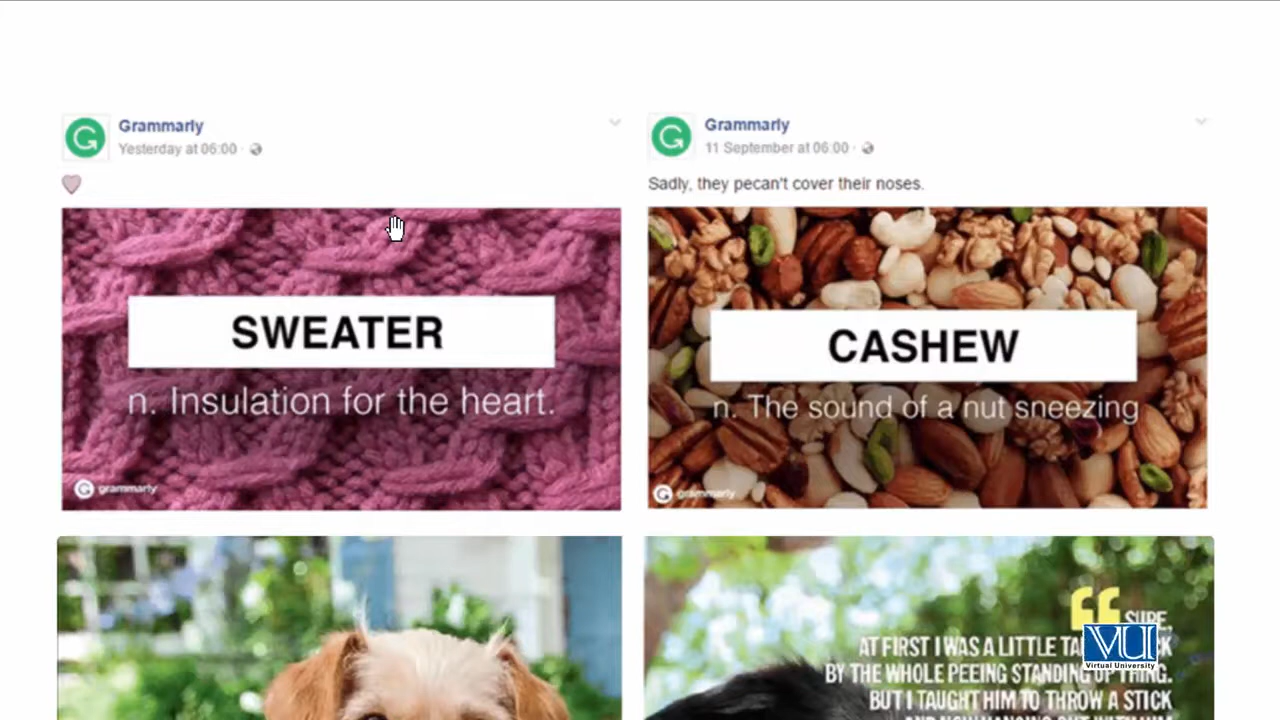 Grammarly
Yesterday at 06:00 ·
SWEATER
n. Insulation for the heart.
grammarly
Grammarly
11 September at 06:00 ·
Sadly, they pecan't cover their noses.
CASHEW
n. The sound of a nut sneezing
grammarly
SURE,
AT FIRST I WAS A LITTLE
BY THE WHOLE PEEING STANDING UP THING.
BUT I TAUGHT HIM TO THROW A STICK
VU
Virtual University